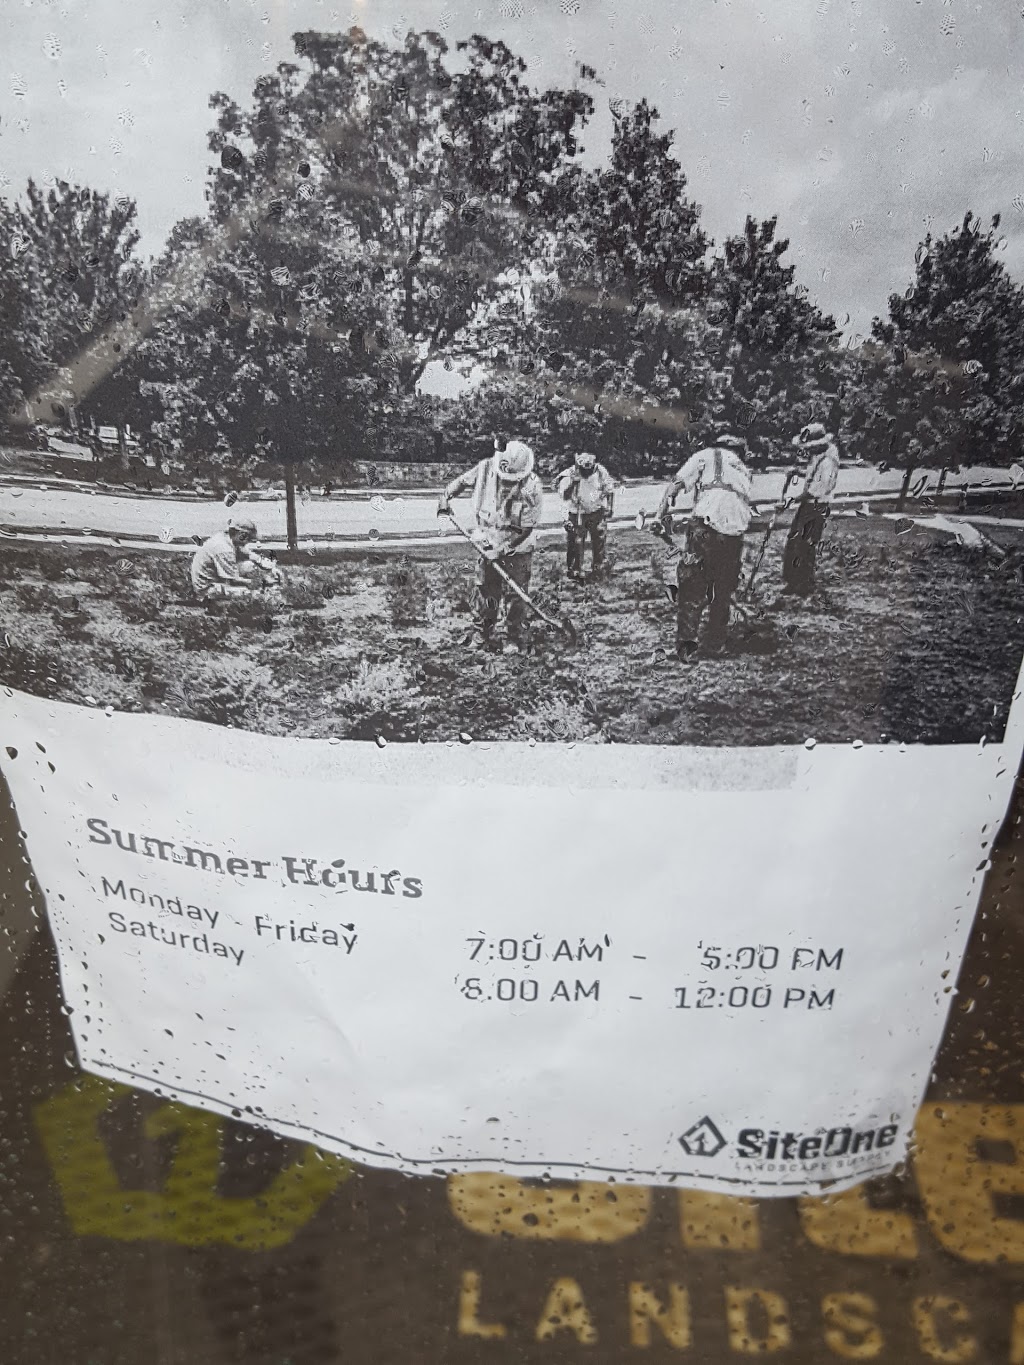 Summer Hours
Monday - Friday 7:00 AM - 5:00 PM
Saturday 8:00 AM - 12:00 PM
SiteOne
LANDSCAPE SUPPLY
LANDSC